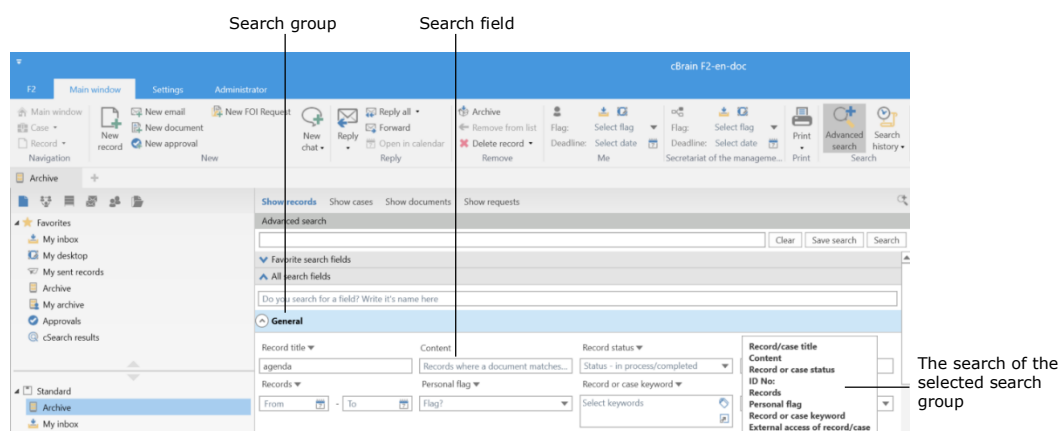 Search group
Search field
cBrain F2-en-doc
F2
Main window
Settings
Administrator
Main window
Case
Record
Navigation
New record
New email
New document
New approval
New FOI Request
New
New chat
Reply
Reply all
Forward
Open in calendar
Reply
Archive
Remove from list
Delete record
Remove
Flag:
Select flag
Deadline:
Select date
Me
Flag:
Select flag
Deadline:
Select date
Secretariat of the manageme...
Print
Print
Advanced search
Search history
Search
Archive
Show records
Show cases
Show documents
Show requests
Favorites
My inbox
My desktop
My sent records
Archive
My archive
Approvals
cSearch results
Standard
Archive
My inbox
Advanced search
Clear
Save search
Search
Favorite search fields
All search fields
Do you search for a field? Write it's name here
General
Record title
Content
Record status
agenda
Records where a document matches...
Status - in process/completed
Records
Personal flag
Record or case keyword
From
- To
Flag?
Select keywords
Record/case title
Content
Record or case status
ID No:
Records
Personal flag
Record or case keyword
External access of record/case
The search of the
selected search
group